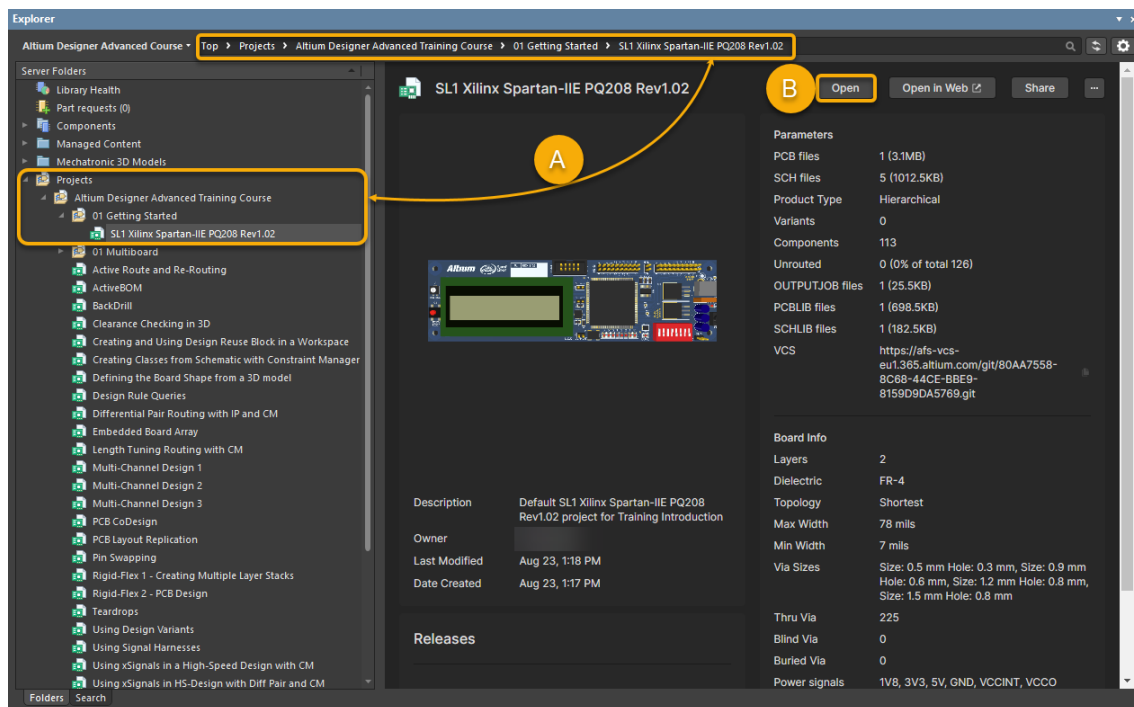 Explorer
Altium Designer Advanced Course
Top > Projects > Altium Designer Advanced Training Course > 01 Getting Started > SL1 Xilinx Spartan-IIE PQ208 Rev1.02
Server Folders
Library Health
Part requests (0)
Components
Managed Content
Mechatronic 3D Models
Projects
Altium Designer Advanced Training Course
01 Getting Started
SL1 Xilinx Spartan-IIE PQ208 Rev1.02
01 Multiboard
Active Route and Re-Routing
ActiveBOM
BackDrill
Clearance Checking in 3D
Creating and Using Design Reuse Block in a Workspace
Creating Classes from Schematic with Constraint Manager
Defining the Board Shape from a 3D model
Design Rule Queries
Differential Pair Routing with IP and CM
Embedded Board Array
Length Tuning Routing with CM
Multi-Channel Design 1
Multi-Channel Design 2
Multi-Channel Design 3
PCB CoDesign
PCB Layout Replication
Pin Swapping
Rigid-Flex 1 - Creating Multiple Layer Stacks
Rigid-Flex 2 - PCB Design
Teardrops
Using Design Variants
Using Signal Harnesses
Using xSignals in a High-Speed Design with CM
Using xSignals in HS-Design with Diff Pair and CM
Folders Search
A
SL1 Xilinx Spartan-IIE PQ208 Rev1.02
B
Open
Open in Web
Share
...
Altium
Description Default SL1 Xilinx Spartan-IIE PQ208
Rev1.02 project for Training Introduction
Owner
Last Modified Aug 23, 1:18 PM
Date Created Aug 23, 1:17 PM
Releases
Parameters
PCB files 1 (3.1MB)
SCH files 5 (1012.5KB)
Product Type Hierarchical
Variants 0
Components 113
Unrouted 0 (0% of total 126)
OUTPUTJOB files 1 (25.5KB)
PCBLIB files 1 (698.5KB)
SCHLIB files 1 (182.5KB)
VCS https://afs-vcs-
eu1.365.altium.com/git/80AA7558-
8C68-44CE-BBE9-
8159D9DA5769.git
Board Info
Layers 2
Dielectric FR-4
Topology Shortest
Max Width 78 mils
Min Width 7 mils
Via Sizes Size: 0.5 mm Hole: 0.3 mm, Size: 0.9 mm
Hole: 0.6 mm, Size: 1.2 mm Hole: 0.8 mm,
Size: 1.5 mm Hole: 0.8 mm
Thru Via 225
Blind Via 0
Buried Via 0
Power signals 1V8, 3V3, 5V, GND, VCCINT, VCCO